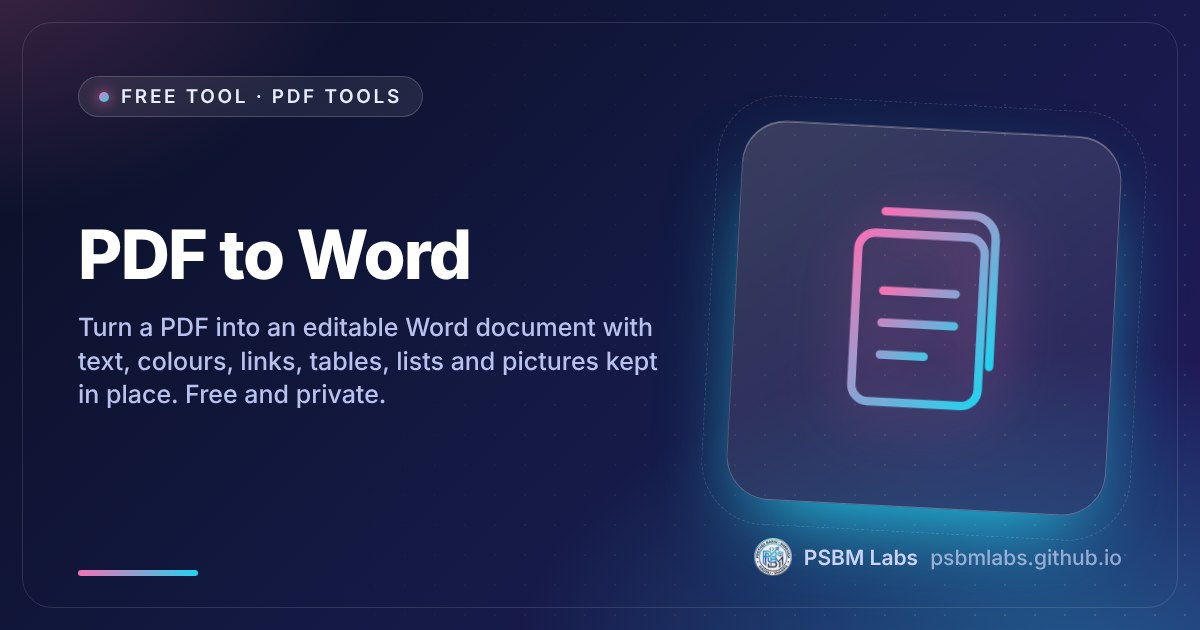 FREE TOOL · PDF TOOLS
PDF to Word
Turn a PDF into an editable Word document with
text, colours, links, tables, lists and pictures kept
in place. Free and private.
PSBM Labs psbmlabs.github.io